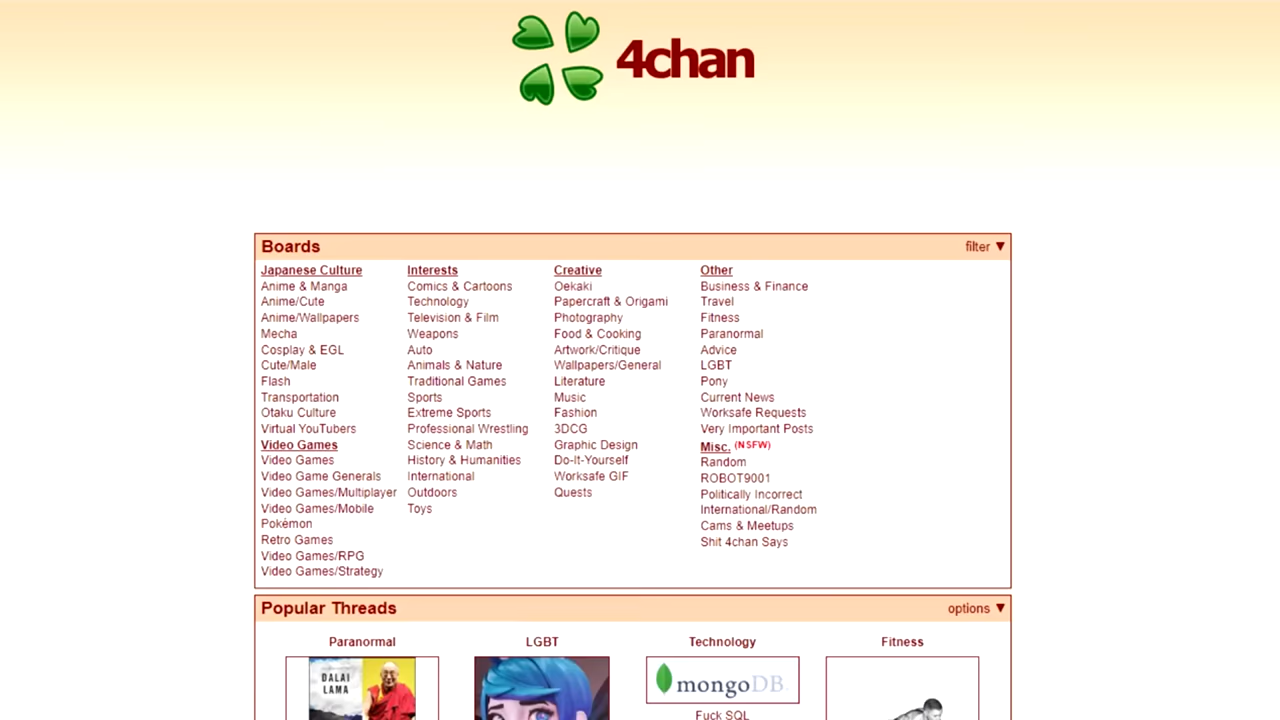 4chan
Boards
filter ▼
Japanese Culture
Anime & Manga
Anime/Cute
Anime/Wallpapers
Mecha
Cosplay & EGL
Cute/Male
Flash
Transportation
Otaku Culture
Virtual YouTubers
Video Games
Video Games
Video Game Generals
Video Games/Multiplayer
Video Games/Mobile
Pokémon
Retro Games
Video Games/RPG
Video Games/Strategy
Interests
Comics & Cartoons
Technology
Television & Film
Weapons
Auto
Animals & Nature
Traditional Games
Sports
Extreme Sports
Professional Wrestling
Science & Math
History & Humanities
International
Outdoors
Toys
Creative
Oekaki
Papercraft & Origami
Photography
Food & Cooking
Artwork/Critique
Wallpapers/General
Literature
Music
Fashion
3DCG
Graphic Design
Do-It-Yourself
Worksafe GIF
Quests
Other
Business & Finance
Travel
Fitness
Paranormal
Advice
LGBT
Pony
Current News
Worksafe Requests
Very Important Posts
Misc. (NSFW)
Random
ROBOT9001
Politically Incorrect
International/Random
Cams & Meetups
Shit 4chan Says
Popular Threads
options ▼
Paranormal
DALAI
LAMA
LGBT
Technology
mongoDB
Fuck SQL
Fitness